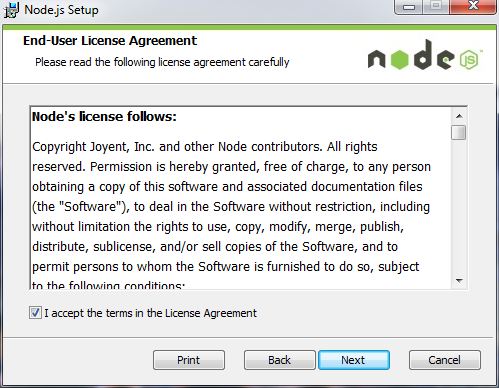 Node.js Setup
End-User License Agreement
Please read the following license agreement carefully
node JS
Node's license follows:
Copyright Joyent, Inc. and other Node contributors. All rights
reserved. Permission is hereby granted, free of charge, to any person
obtaining a copy of this software and associated documentation files
(the "Software"), to deal in the Software without restriction, including
without limitation the rights to use, copy, modify, merge, publish,
distribute, sublicense, and/or sell copies of the Software, and to
permit persons to whom the Software is furnished to do so, subject
to the following conditions:
I accept the terms in the License Agreement
Print Back Next Cancel